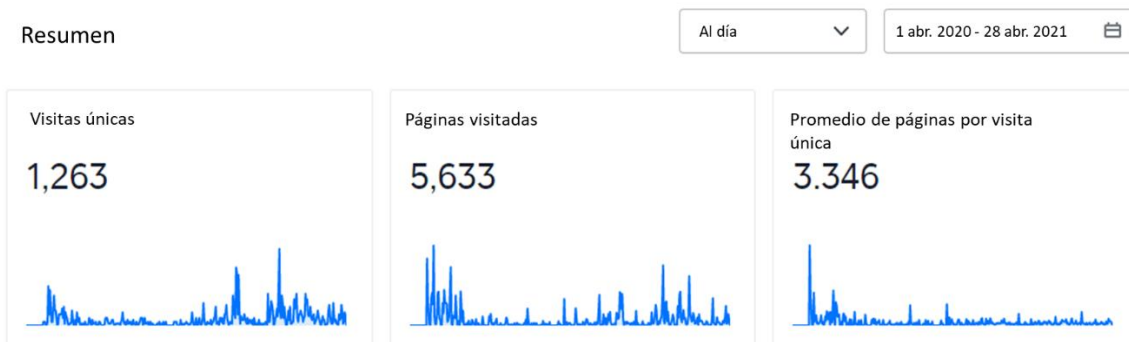 Resumen
Al día
1 abr. 2020 - 28 abr. 2021
Visitas únicas
1,263
Páginas visitadas
5,633
Promedio de páginas por visita
única
3.346